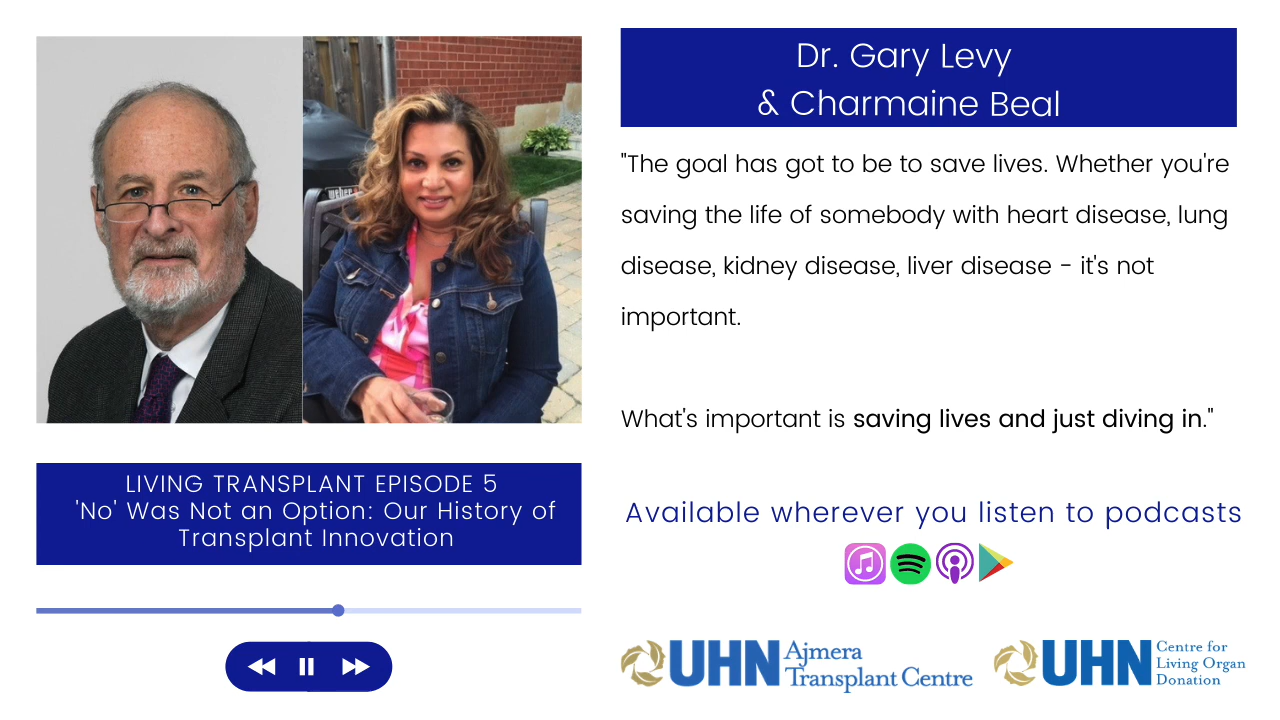 Dr. Gary Levy
& Charmaine Beal
"The goal has got to be to save lives. Whether you're
saving the life of somebody with heart disease, lung
disease, kidney disease, liver disease - it's not
important.
What's important is saving lives and just diving in."
weber
LIVING TRANSPLANT EPISODE 5
'No' Was Not an Option: Our History of
Transplant Innovation
Available wherever you listen to podcasts
UHN Ajmera
Transplant Centre
UHN Centre for
Living Organ
Donation